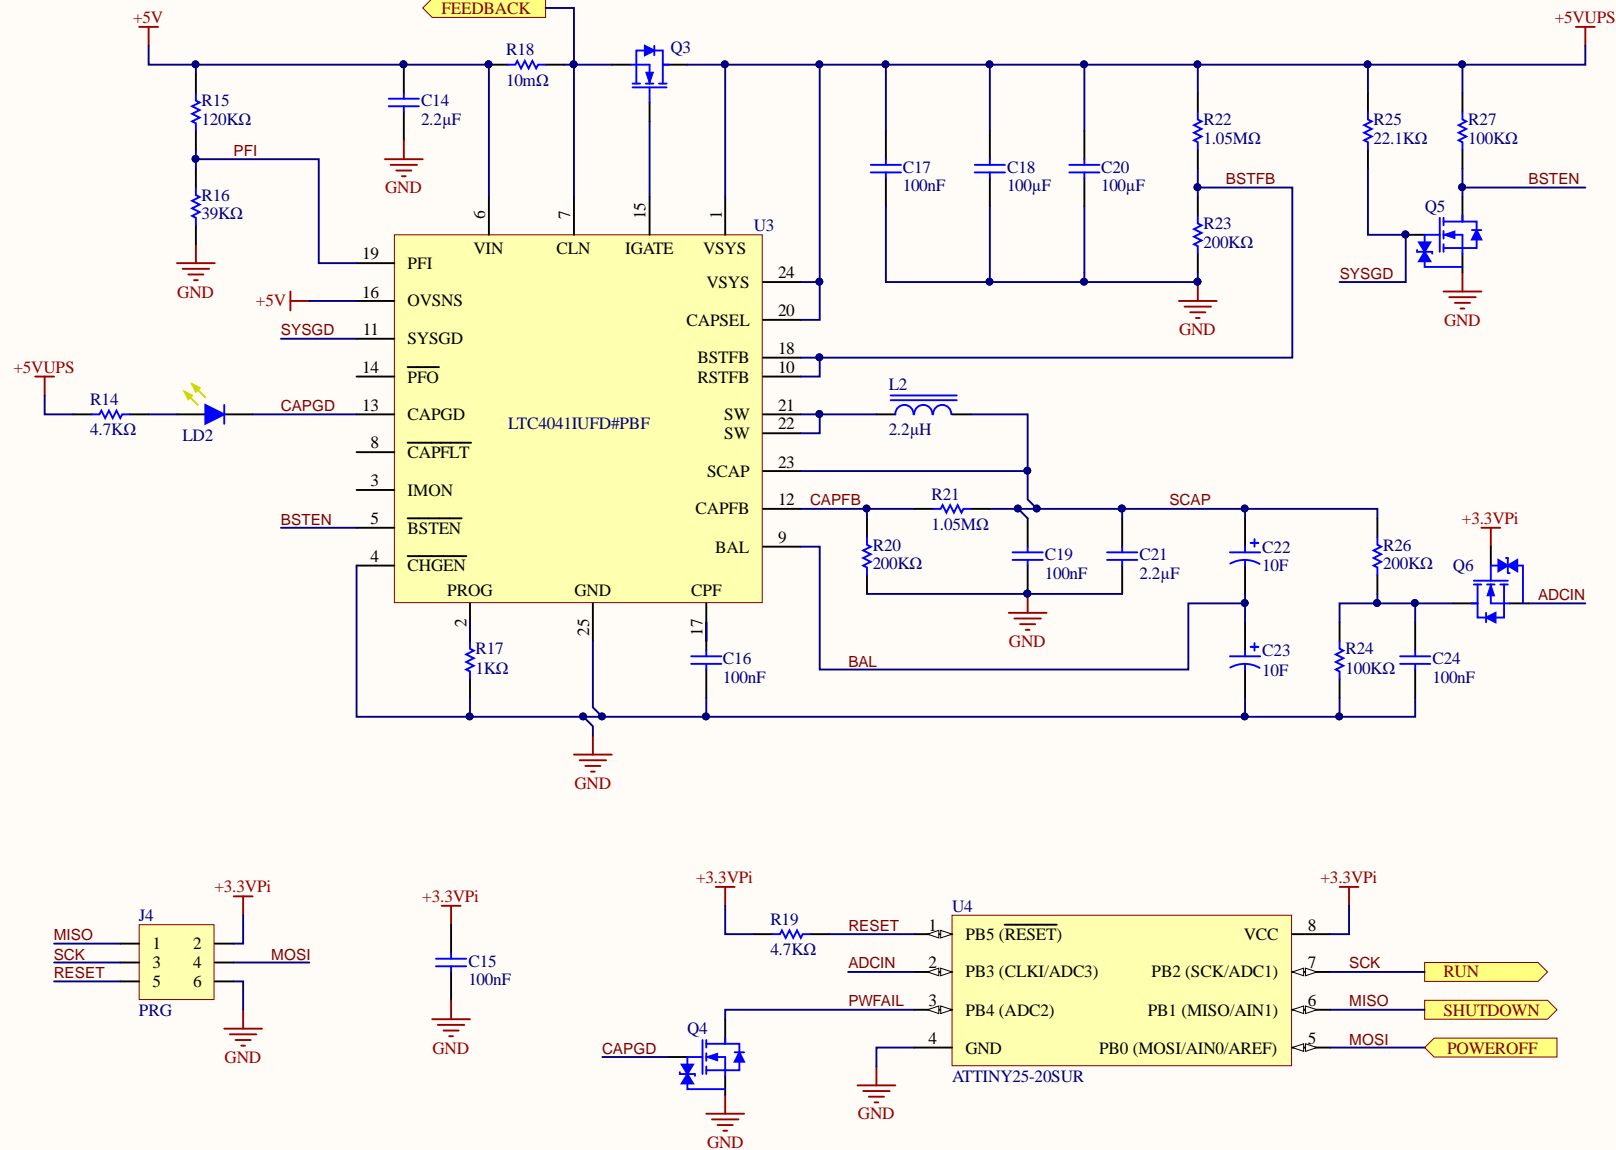 FEEDBACK
+5V
+5VUPS
R18
10mΩ
Q3
R15
120KΩ
C14
2.2µF
GND
PFI
R16
39KΩ
GND
C17
100nF
C18
100µF
C20
100µF
R22
1.05MΩ
BSTFB
R23
200KΩ
GND
R25
22.1KΩ
R27
100KΩ
BSTEN
Q5
SYSGD
GND
U3
6
7
15
1
VIN
CLN
IGATE
VSYS
19
PFI
+5V
16
OVSNS
SYSGD
11
SYSGD
14
PFO
+5VUPS
R14
4.7KΩ
LD2
CAPGD
13
CAPGD
8
CAPFLT
3
IMON
BSTEN
5
BSTEN
4
CHGEN
LTC4041IUFD#PBF
VSYS
24
CAPSEL
20
BSTFB
18
RSTFB
10
SW
21
SW
22
SCAP
23
CAPFB
12
BAL
9
PROG
GND
CPF
2
25
17
L2
2.2µH
CAPFB
R21
1.05MΩ
SCAP
R20
200KΩ
C19
100nF
C21
2.2µF
GND
C22
10F
C23
10F
BAL
R26
200KΩ
+3.3VPi
Q6
ADCIN
R24
100KΩ
C24
100nF
R17
1KΩ
C16
100nF
GND
J4
+3.3VPi
MISO
1
2
SCK
3
4
MOSI
RESET
5
6
PRG
GND
+3.3VPi
C15
100nF
GND
+3.3VPi
R19
4.7KΩ
RESET
ADCIN
PWFAIL
Q4
CAPGD
GND
GND
U4
1
PB5 (RESET)
2
PB3 (CLKI/ADC3)
3
PB4 (ADC2)
4
GND
VCC
8
PB2 (SCK/ADC1)
7
PB1 (MISO/AIN1)
6
PB0 (MOSI/AIN0/AREF)
5
ATTINY25-20SUR
+3.3VPi
SCK
RUN
MISO
SHUTDOWN
MOSI
POWEROFF